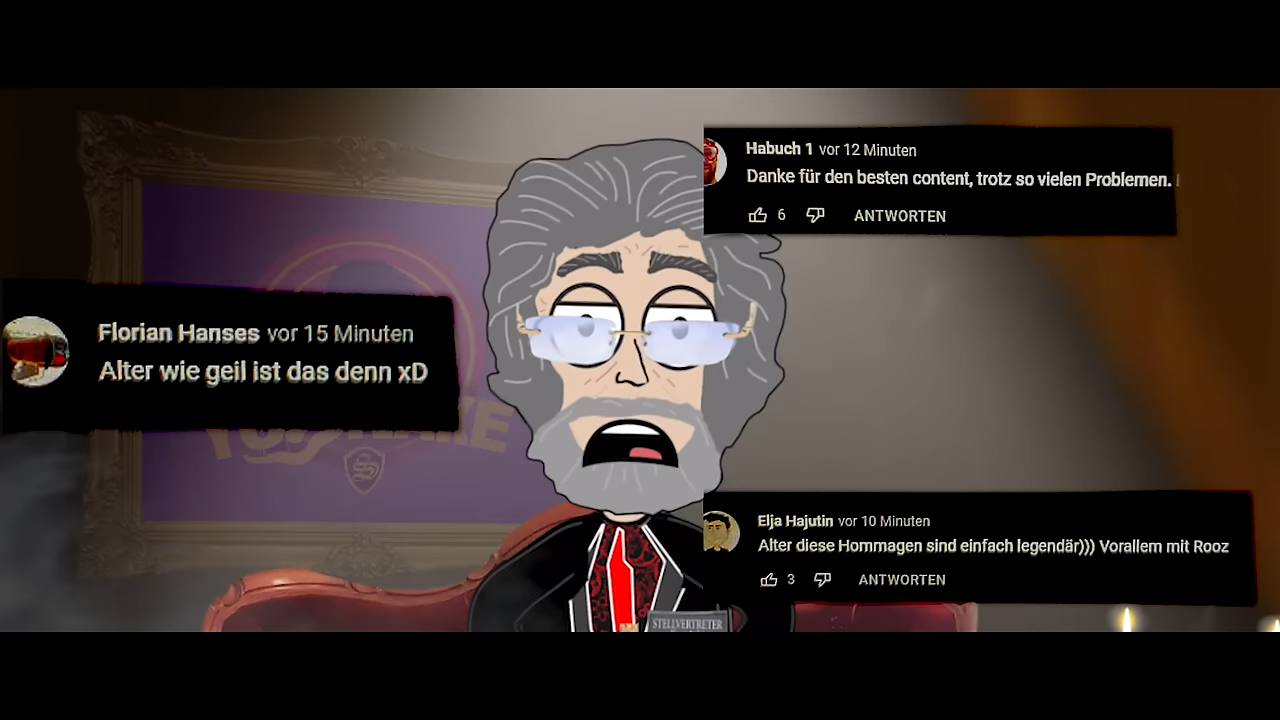 Habuch 1 vor 12 Minuten
Danke für den besten content, trotz so vielen Problemen.
6 ANTWORTEN
Florian Hanses vor 15 Minuten
Alter wie geil ist das denn xD
Elja Hajutin vor 10 Minuten
Alter diese Hommagen sind einfach legendär))) Vorallem mit Rooz
3 ANTWORTEN
STELLVERTRETER